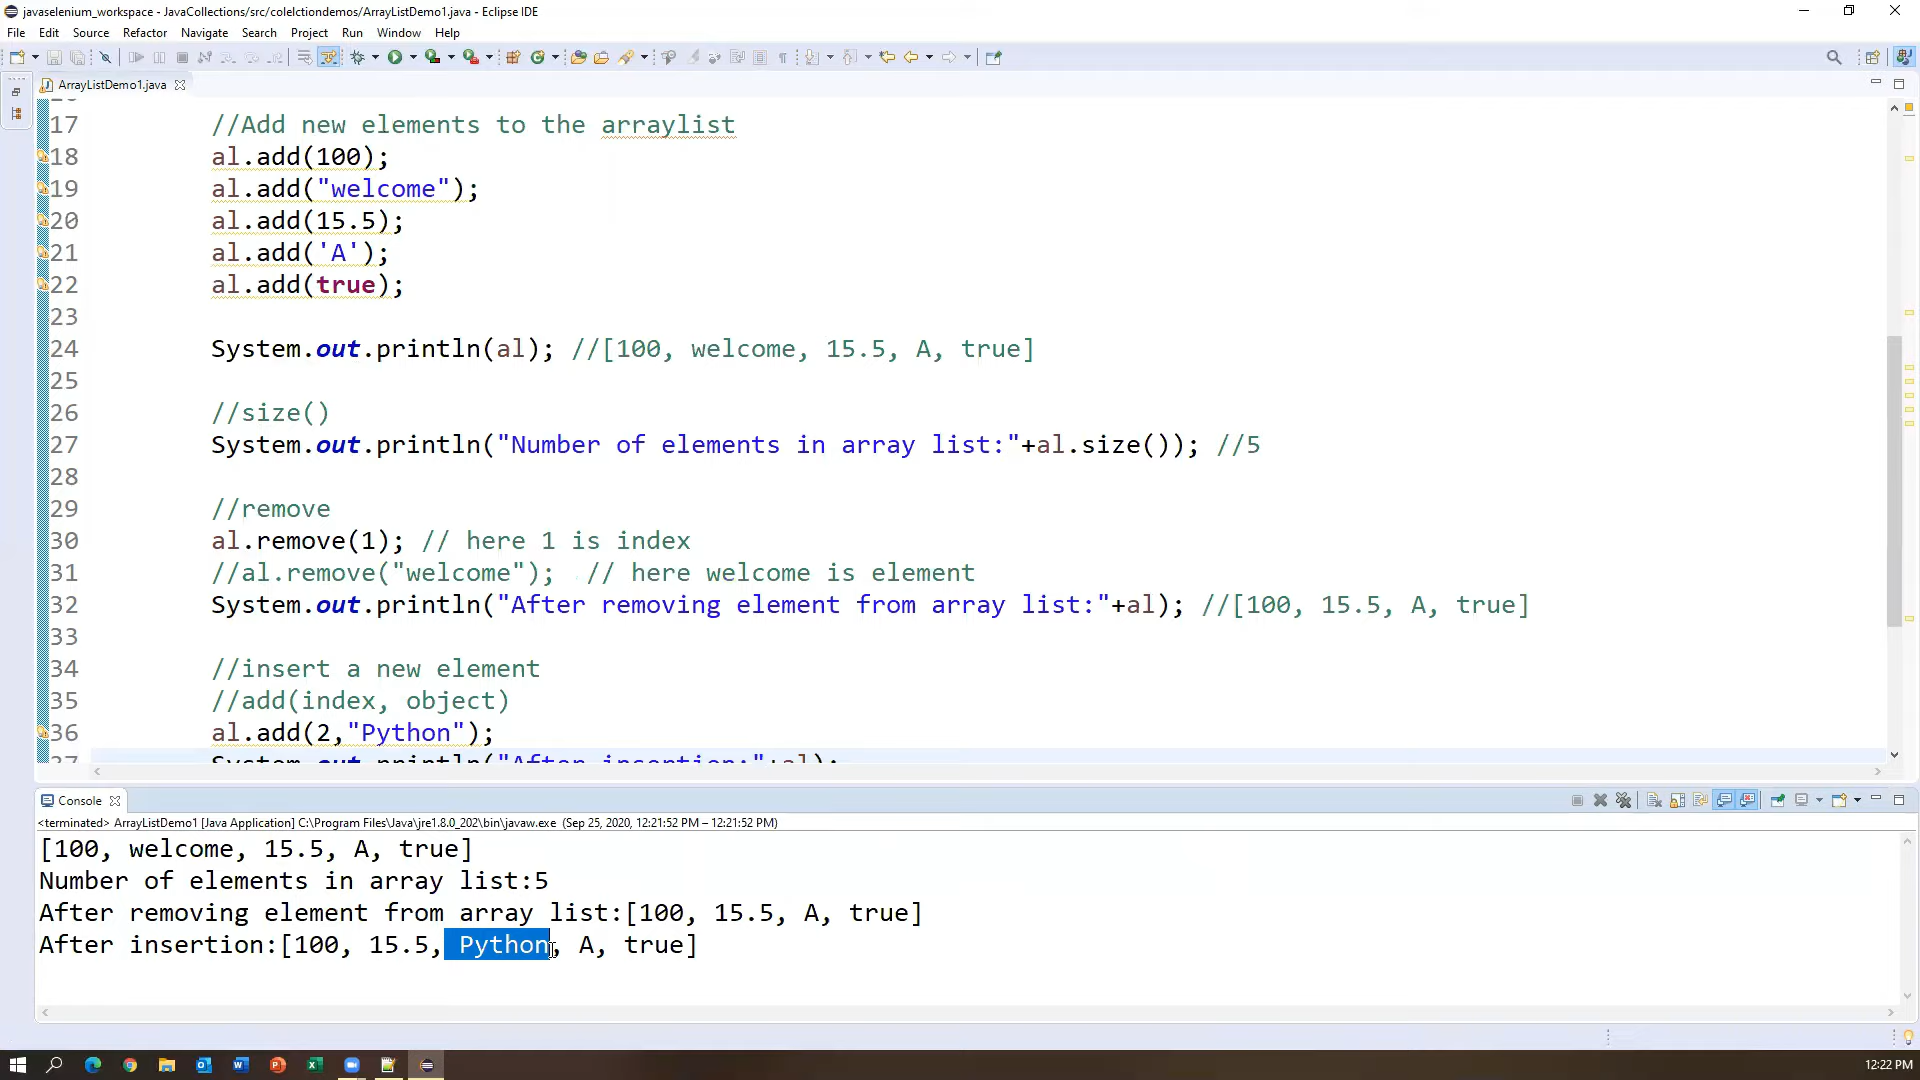 javaselenium_workspace - JavaCollections/src/colelctiondemos/ArrayListDemo1.java - Eclipse IDE
File Edit Source Refactor Navigate Search Project Run Window Help
ArrayListDemo1.java
17 //Add new elements to the arraylist
18 al.add(100);
19 al.add("welcome");
20 al.add(15.5);
21 al.add('A');
22 al.add(true);
23
24 System.out.println(al); //[100, welcome, 15.5, A, true]
25
26 //size()
27 System.out.println("Number of elements in array list:"+al.size()); //5
28
29 //remove
30 al.remove(1); // here 1 is index
31 //al.remove("welcome"); // here welcome is element
32 System.out.println("After removing element from array list:"+al); //[100, 15.5, A, true]
33
34 //insert a new element
35 //add(index, object)
36 al.add(2,"Python");
37 System.out.println("After insertion:"+al);
Console
<terminated> ArrayListDemo1 [Java Application] C:\Program Files\Java\jre1.8.0_202\bin\javaw.exe (Sep 25, 2020, 12:21:52 PM – 12:21:52 PM)
[100, welcome, 15.5, A, true]
Number of elements in array list:5
After removing element from array list:[100, 15.5, A, true]
After insertion:[100, 15.5, Python, A, true]
12:22 PM